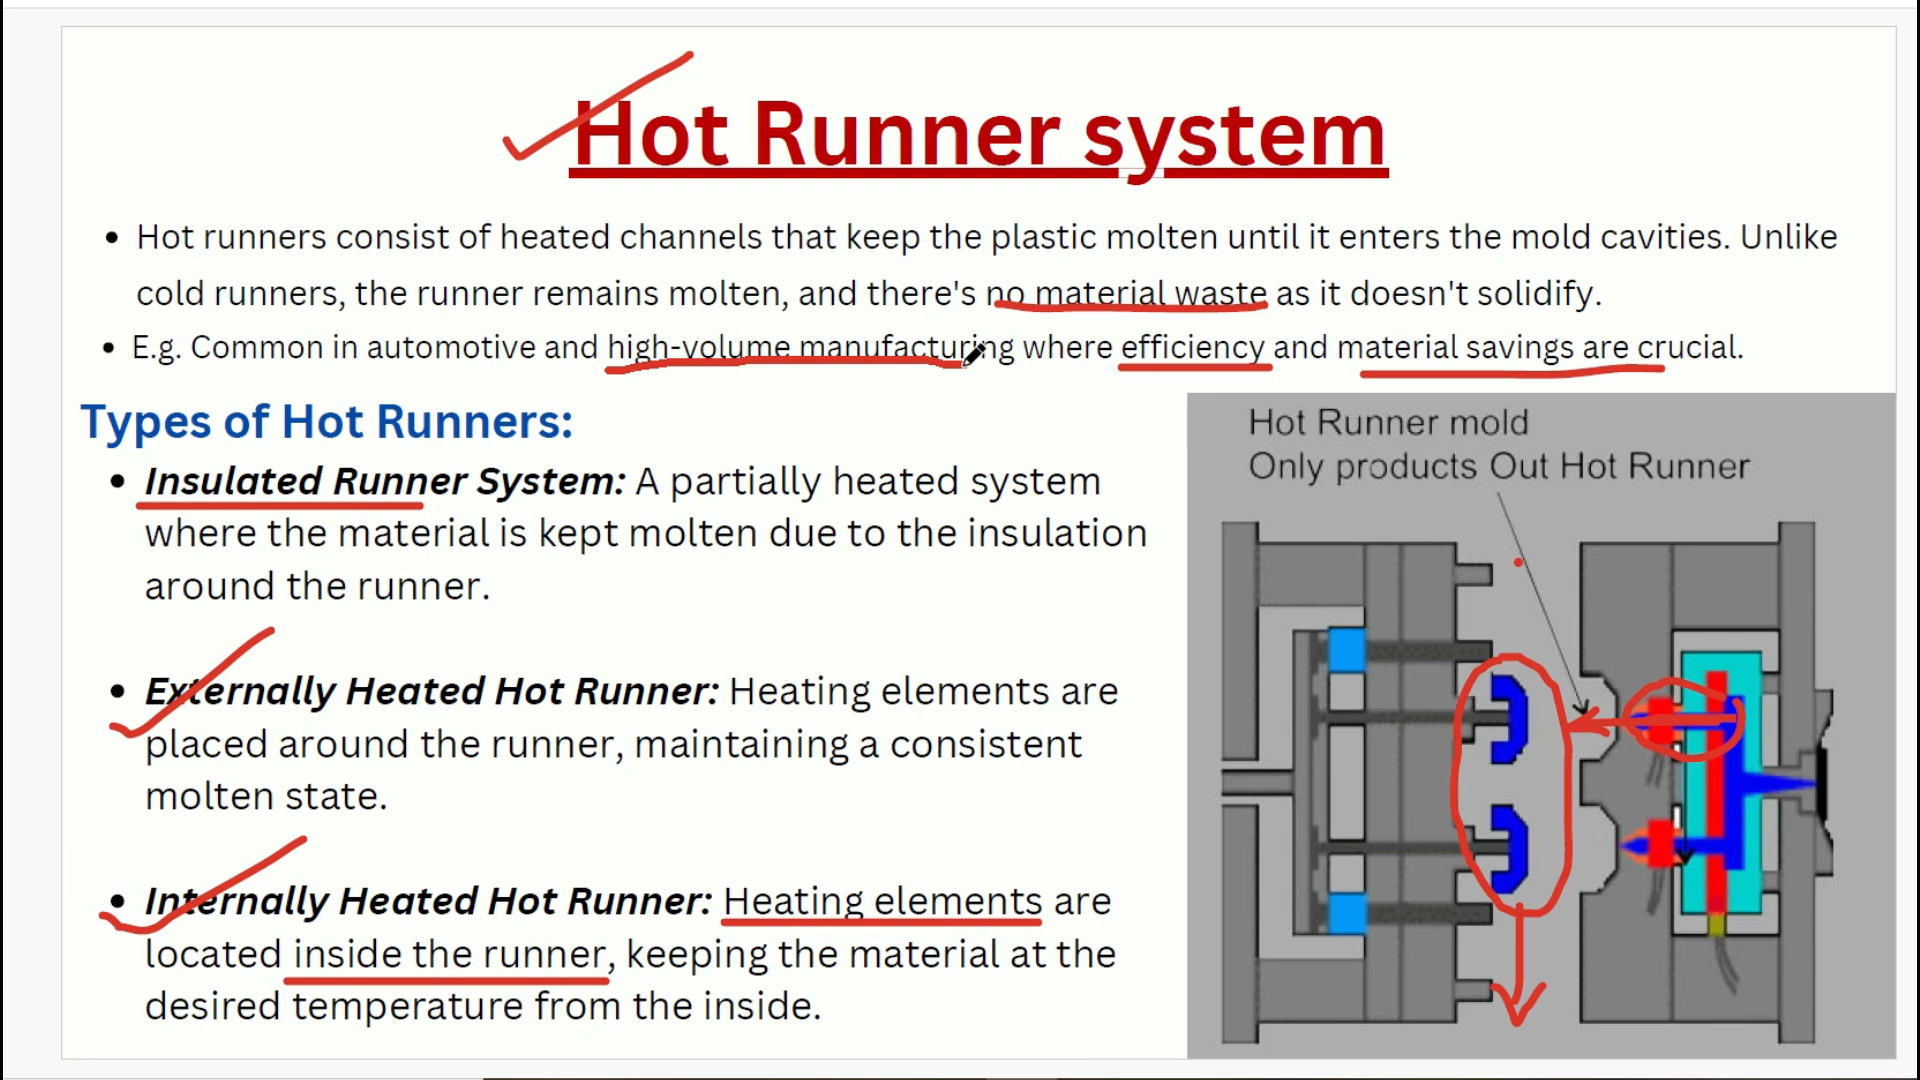 Hot Runner system
• Hot runners consist of heated channels that keep the plastic molten until it enters the mold cavities. Unlike
cold runners, the runner remains molten, and there's no material waste as it doesn't solidify.
• E.g. Common in automotive and high-volume manufacturing where efficiency and material savings are crucial.
Types of Hot Runners:
• Insulated Runner System: A partially heated system
where the material is kept molten due to the insulation
around the runner.
• Externally Heated Hot Runner: Heating elements are
placed around the runner, maintaining a consistent
molten state.
• Internally Heated Hot Runner: Heating elements are
located inside the runner, keeping the material at the
desired temperature from the inside.
Hot Runner mold
Only products Out Hot Runner